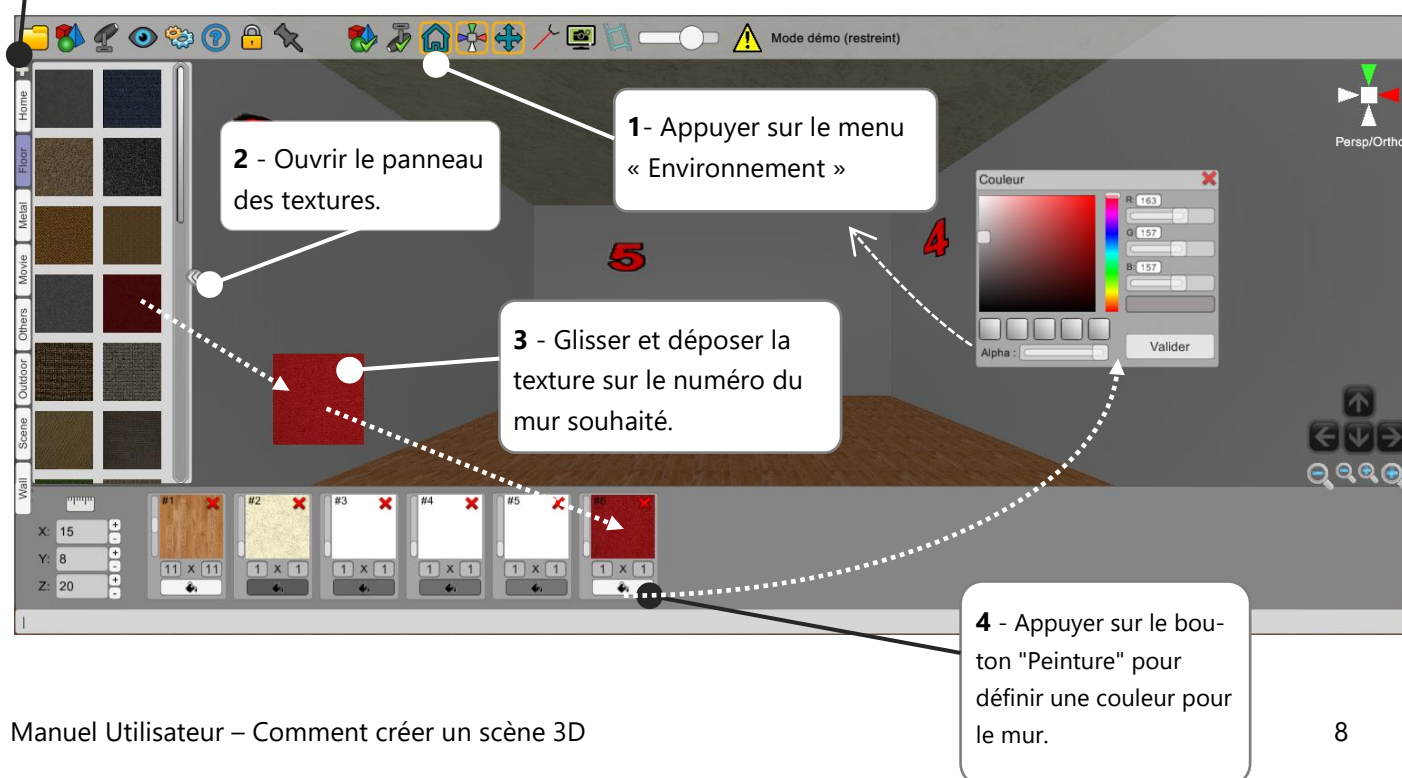 Mode démo (restreint)
Home
Floor
Metal
Movie
Others
Outdoor
Scene
Wall
2 - Ouvrir le panneau
des textures.
1- Appuyer sur le menu
« Environnement »
Persp/Ortho
5
4
Couleur
R: 163
G 157
B: 157
Alpha :
Valider
3 - Glisser et déposer la
texture sur le numéro du
mur souhaité.
X: 15 + -
Y: 8 + -
Z: 20 + -
#1
11 X 11
#2
1 X 1
#3
1 X 1
#4
1 X 1
#5
1 X 1
#6
1 X 1
4 - Appuyer sur le bou-
ton "Peinture" pour
définir une couleur pour
le mur.
Manuel Utilisateur – Comment créer un scène 3D
8